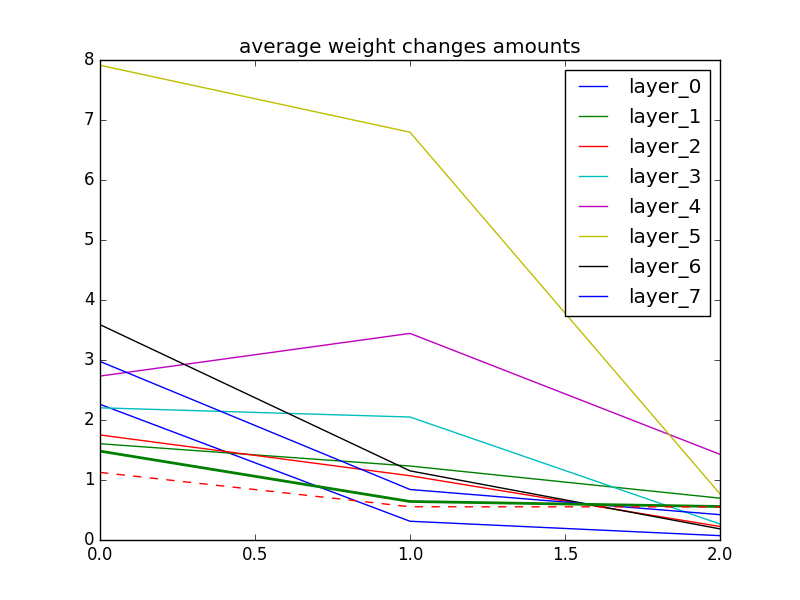 average weight changes amounts
8
7
6
5
4
3
2
1
0
0.0
0.5
1.0
1.5
2.0
layer_0
layer_1
layer_2
layer_3
layer_4
layer_5
layer_6
layer_7